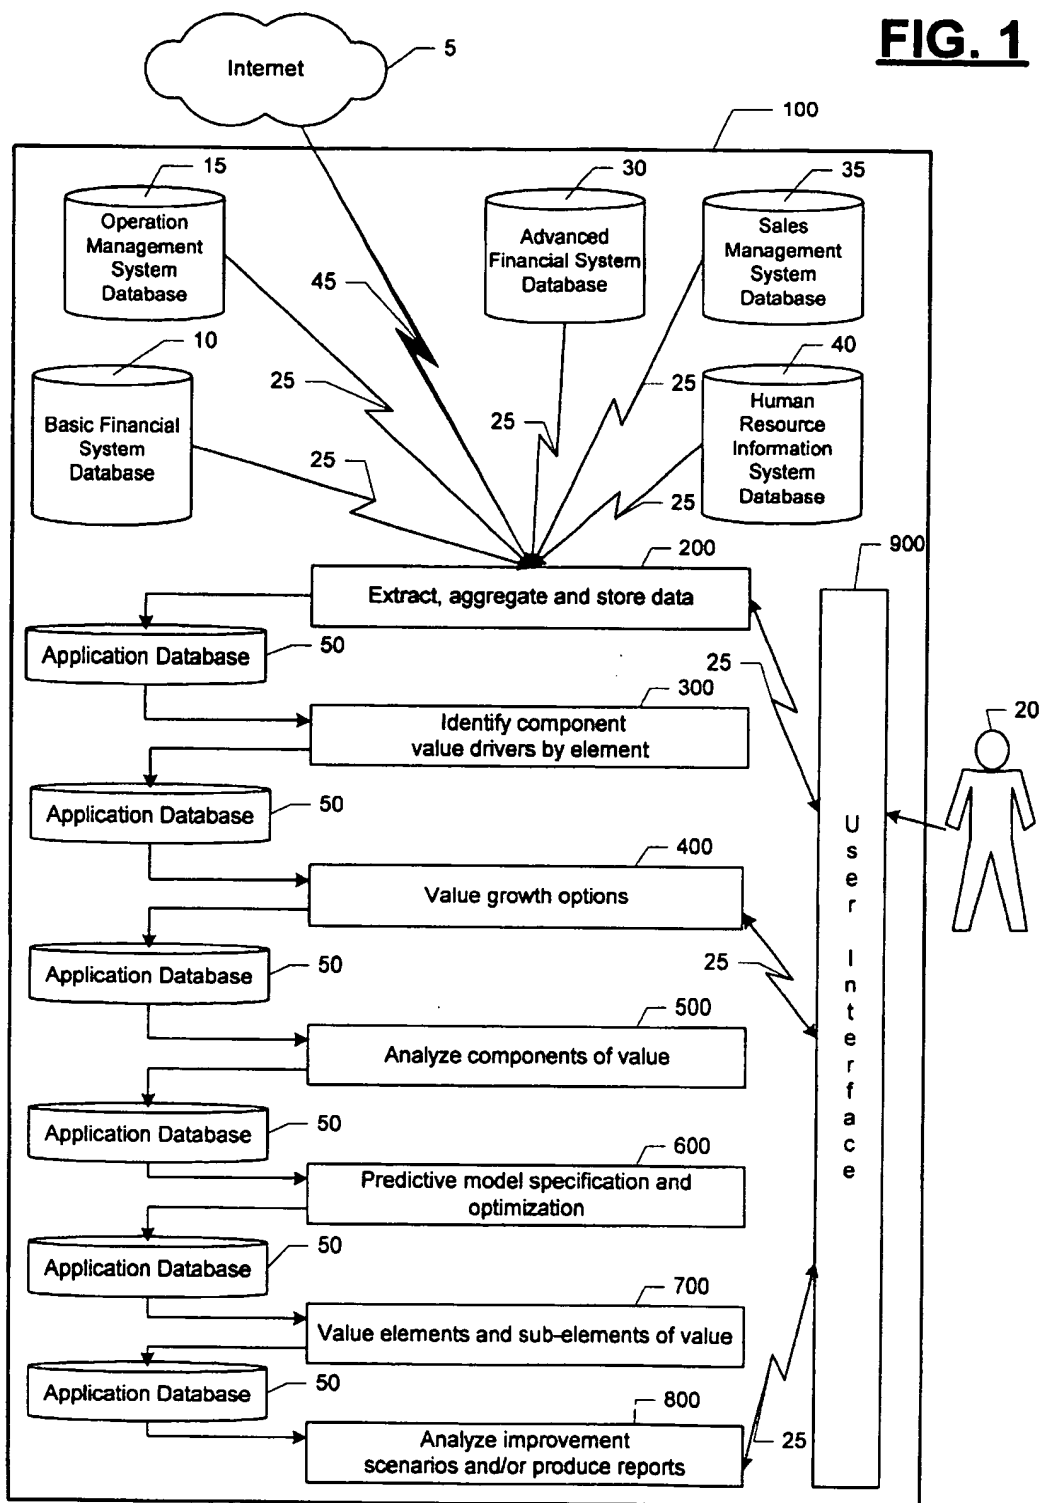 FIG. 1
Internet
5
100
15
Operation
Management
System
Database
30
Advanced
Financial System
Database
35
Sales
Management
System
Database
45
10
Basic Financial
System
Database
25
25
25
25
40
Human
Resource
Information
System
Database
25
200
Extract, aggregate and store data
900
50
Application Database
25
300
Identify component
value drivers by element
20
50
Application Database
User Interface
400
Value growth options
50
Application Database
25
500
Analyze components of value
50
Application Database
600
Predictive model specification and
optimization
50
Application Database
700
Value elements and sub-elements of value
50
Application Database
800
Analyze improvement
scenarios and/or produce reports
25